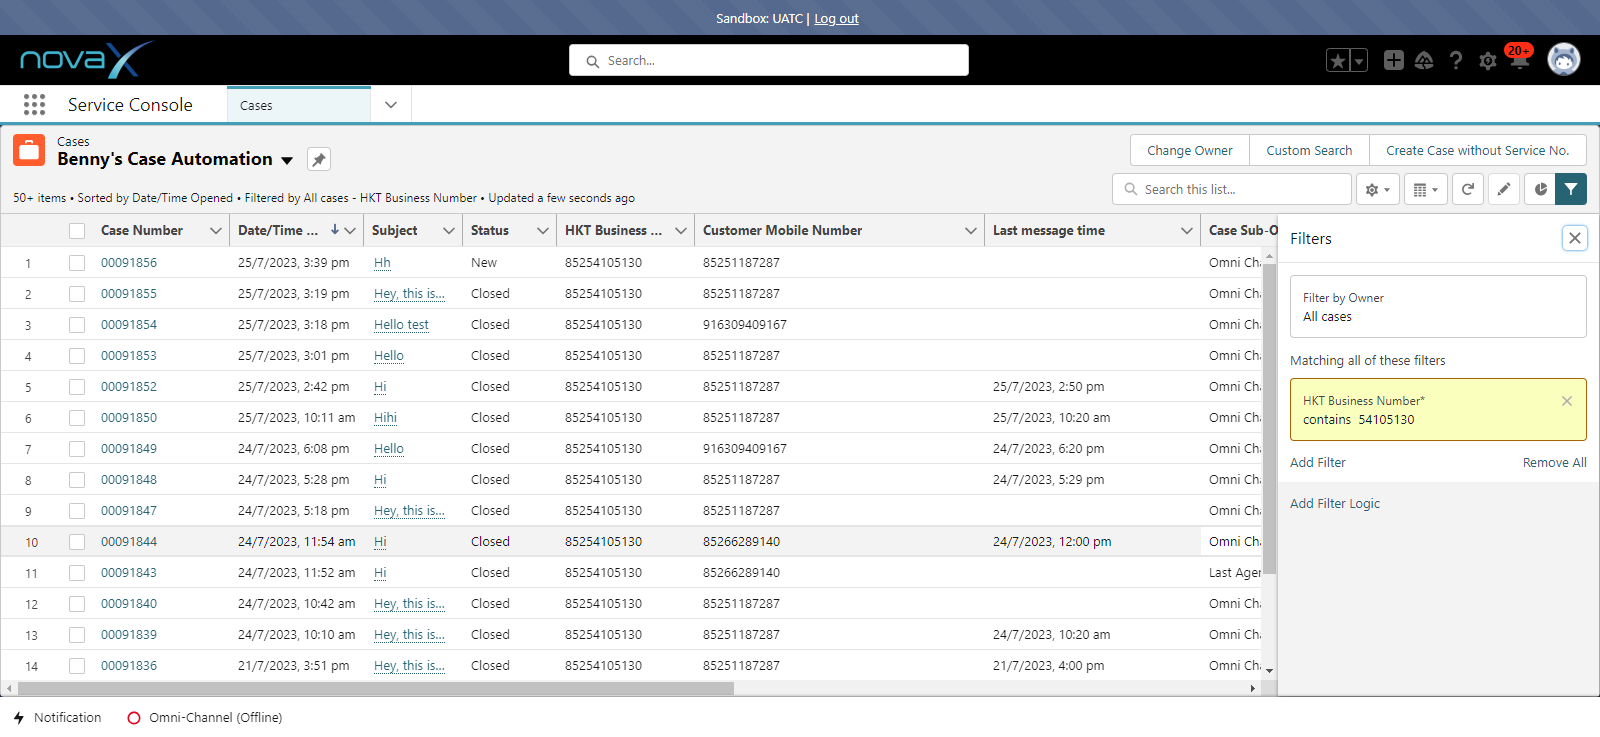 Sandbox: UATC | Log out
novaX
Search...
20+
Service Console
Cases
Cases
Benny's Case Automation
Change Owner
Custom Search
Create Case without Service No.
50+ items • Sorted by Date/Time Opened • Filtered by All cases - HKT Business Number • Updated a few seconds ago
Search this list...
Case Number Date/Time ... Subject Status HKT Business ... Customer Mobile Number Last message time Case Sub-O
1 00091856 25/7/2023, 3:39 pm Hh New 85254105130 85251187287 Omni Cha
2 00091855 25/7/2023, 3:19 pm Hey, this is... Closed 85254105130 85251187287 Omni Cha
3 00091854 25/7/2023, 3:18 pm Hello test Closed 85254105130 916309409167 Omni Cha
4 00091853 25/7/2023, 3:01 pm Hello Closed 85254105130 85251187287 Omni Cha
5 00091852 25/7/2023, 2:42 pm Hi Closed 85254105130 85251187287 25/7/2023, 2:50 pm Omni Cha
6 00091850 25/7/2023, 10:11 am Hihi Closed 85254105130 85251187287 25/7/2023, 10:20 am Omni Cha
7 00091849 24/7/2023, 6:08 pm Hello Closed 85254105130 916309409167 24/7/2023, 6:20 pm Omni Cha
8 00091848 24/7/2023, 5:28 pm Hi Closed 85254105130 85251187287 24/7/2023, 5:29 pm Omni Cha
9 00091847 24/7/2023, 5:18 pm Hey, this is... Closed 85254105130 85251187287 Omni Cha
10 00091844 24/7/2023, 11:54 am Hi Closed 85254105130 85266289140 24/7/2023, 12:00 pm Omni Cha
11 00091843 24/7/2023, 11:52 am Hi Closed 85254105130 85266289140 Last Agen
12 00091840 24/7/2023, 10:42 am Hey, this is... Closed 85254105130 85251187287 Omni Cha
13 00091839 24/7/2023, 10:10 am Hey, this is... Closed 85254105130 85251187287 24/7/2023, 10:20 am Omni Cha
14 00091836 21/7/2023, 3:51 pm Hey, this is... Closed 85254105130 85251187287 21/7/2023, 4:00 pm Omni Cha
Filters
Filter by Owner
All cases
Matching all of these filters
HKT Business Number*
contains 54105130
Add Filter
Remove All
Add Filter Logic
Notification
Omni-Channel (Offline)